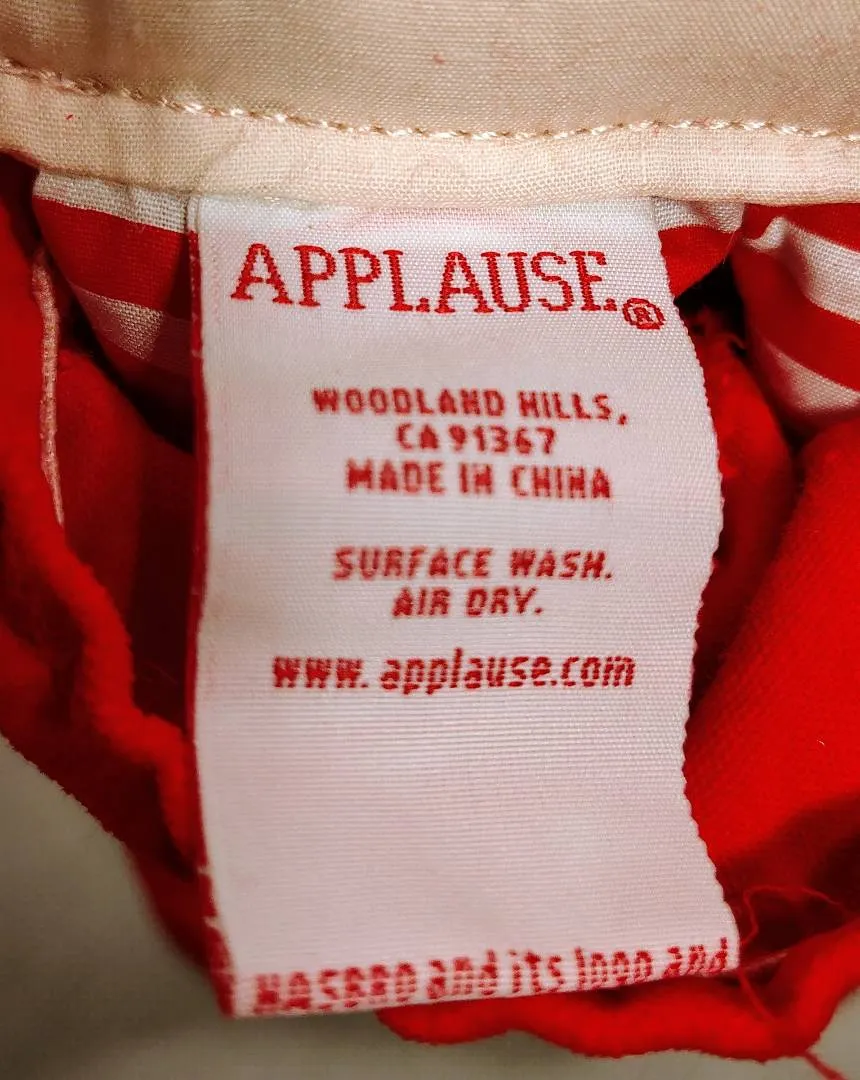 APPLAUSE®
WOODLAND HILLS,
CA 91367
MADE IN CHINA
SURFACE WASH.
AIR DRY.
www.applause.com
HASBRO and its logo and